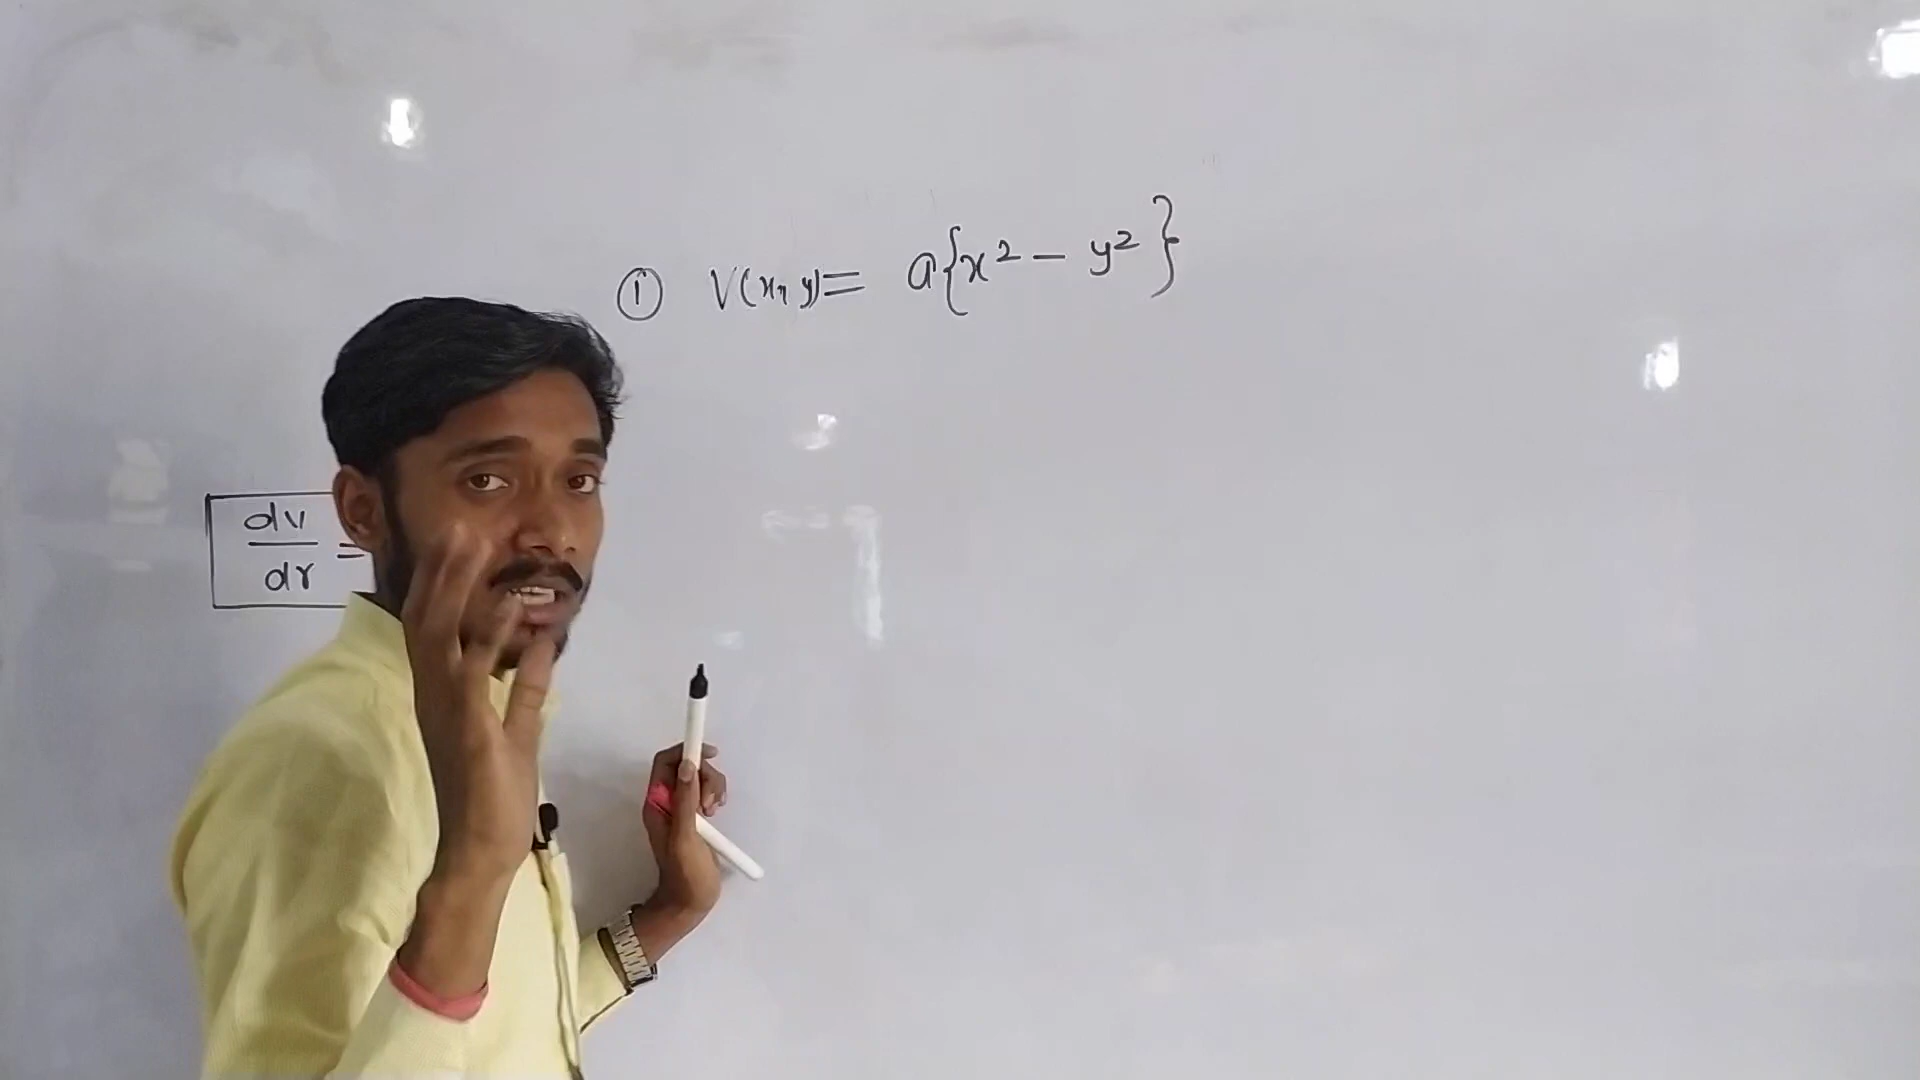 ① V(x, y) = a{x² - y²}
dv/dr =